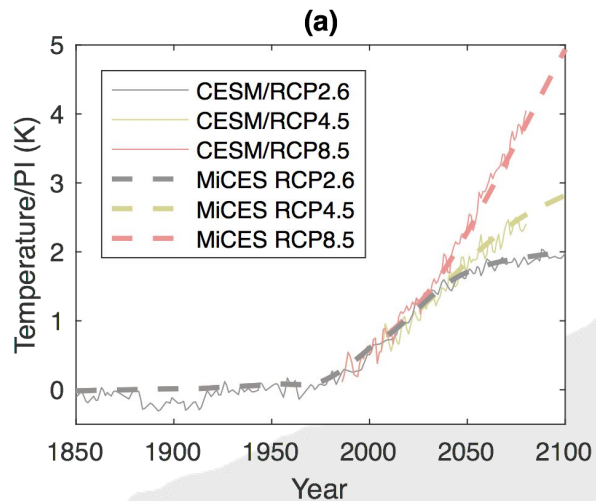 (a)
5
4
3
2
1
0
Temperature/PI (K)
CESM/RCP2.6
CESM/RCP4.5
CESM/RCP8.5
MiCES RCP2.6
MiCES RCP4.5
MiCES RCP8.5
1850 1900 1950 2000 2050 2100
Year